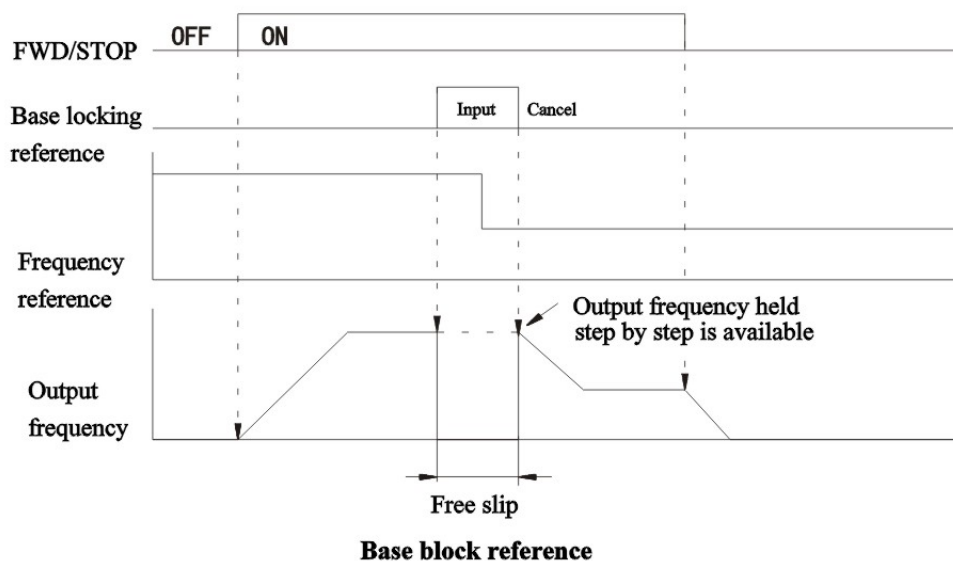 OFF ON
FWD/STOP
Base locking
reference
Input Cancel
Frequency
reference
Output frequency held
step by step is available
Output
frequency
Free slip
Base block reference